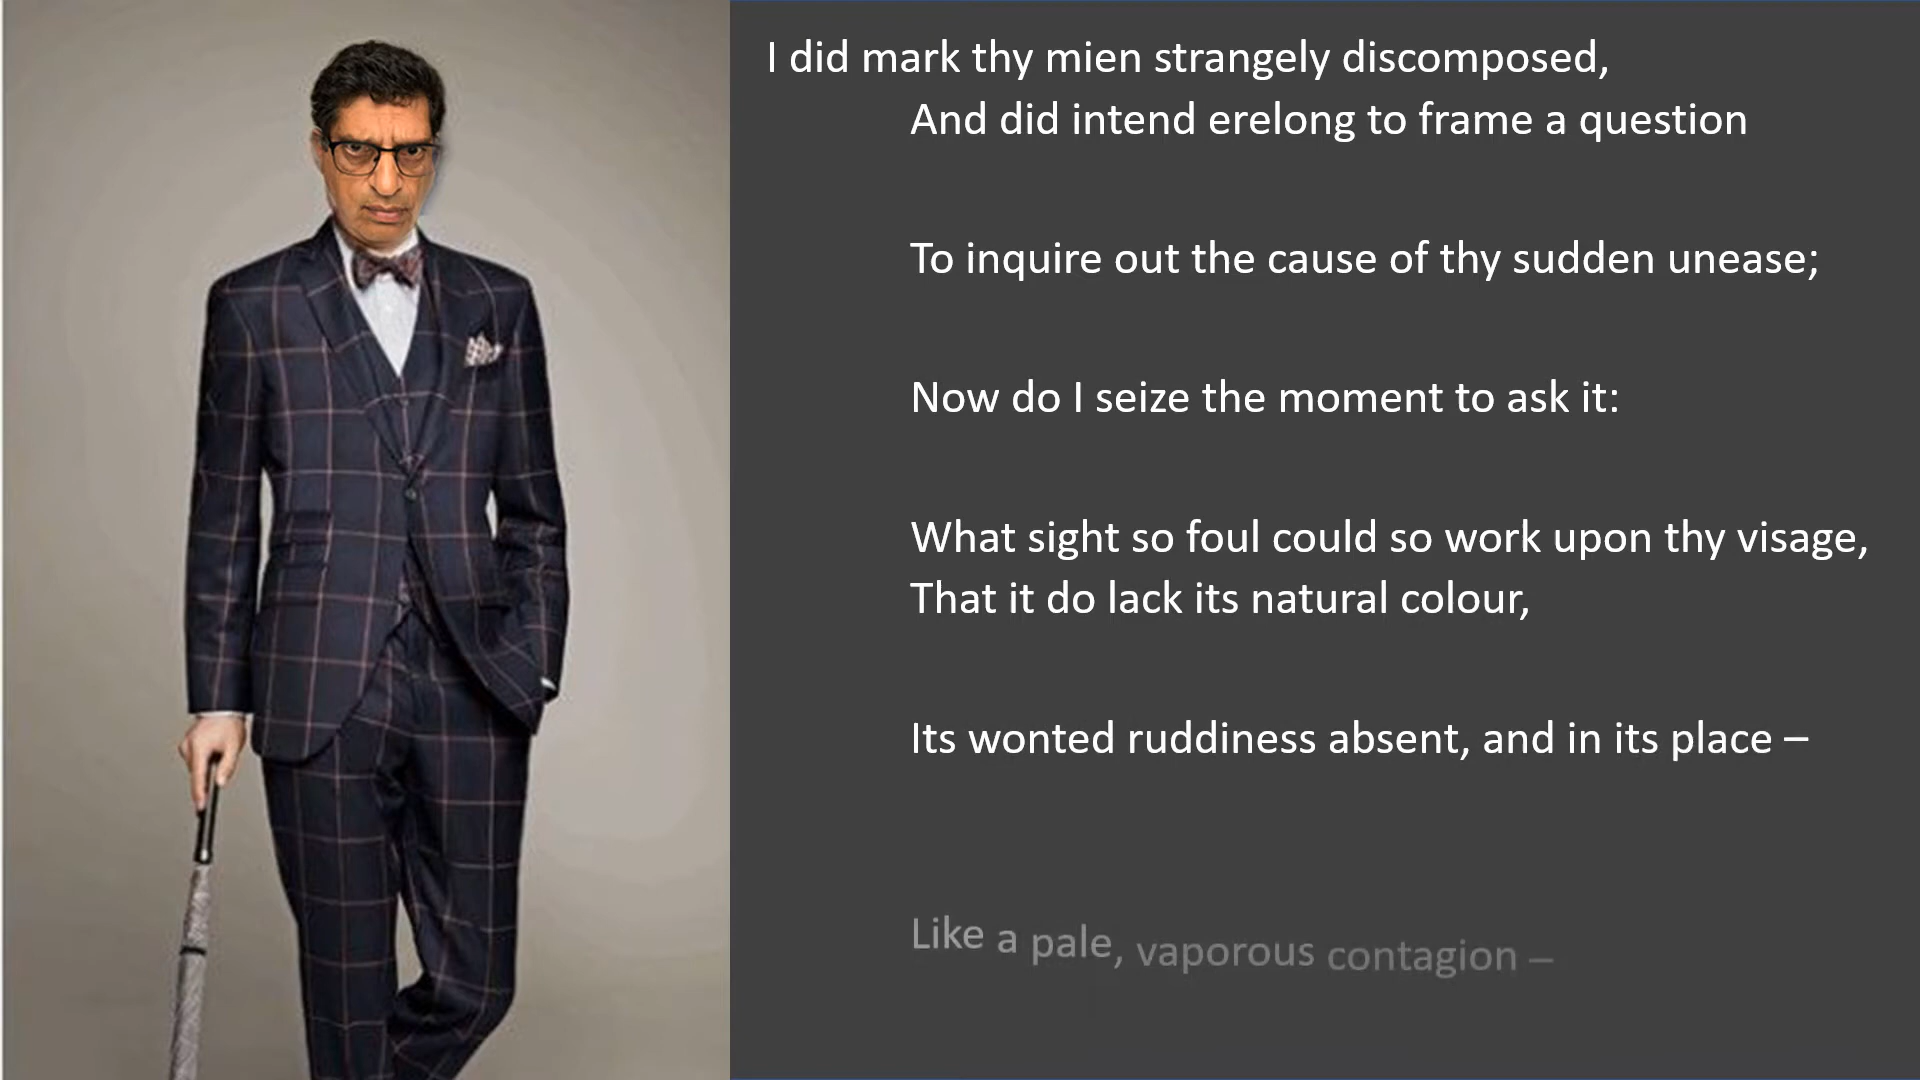 I did mark thy mien strangely discomposed,
And did intend erelong to frame a question
To inquire out the cause of thy sudden unease;
Now do I seize the moment to ask it:
What sight so foul could so work upon thy visage,
That it do lack its natural colour,
Its wonted ruddiness absent, and in its place –
Like a pale, vaporous contagion –